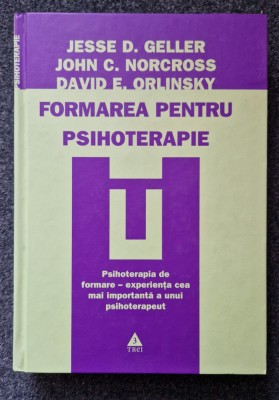 PSIHOTERAPIE
JESSE D. GELLER
JOHN C. NORCROSS
DAVID E. ORLINSKY
FORMAREA PENTRU
PSIHOTERAPIE
Psihoterapia de
formare – experiența cea
mai importantă a unui
psihoterapeut
3
TREI